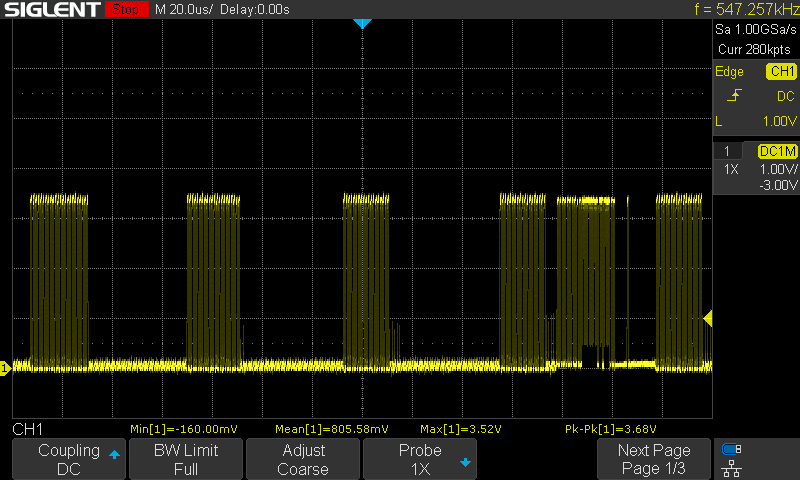 SIGLENT Stop M 20.0us/ Delay:0.00s f = 547.257kHz
Sa 1.00GSa/s
Curr 280kpts
Edge CH1
DC
L 1.00V
1 DC1M
1X 1.00V/
-3.00V
1
CH1 Min[1]=-160.00mV Mean[1]=805.58mV Max[1]=3.52V Pk-Pk[1]=3.68V
Coupling BW Limit Adjust Probe Next Page
DC Full Coarse 1X Page 1/3